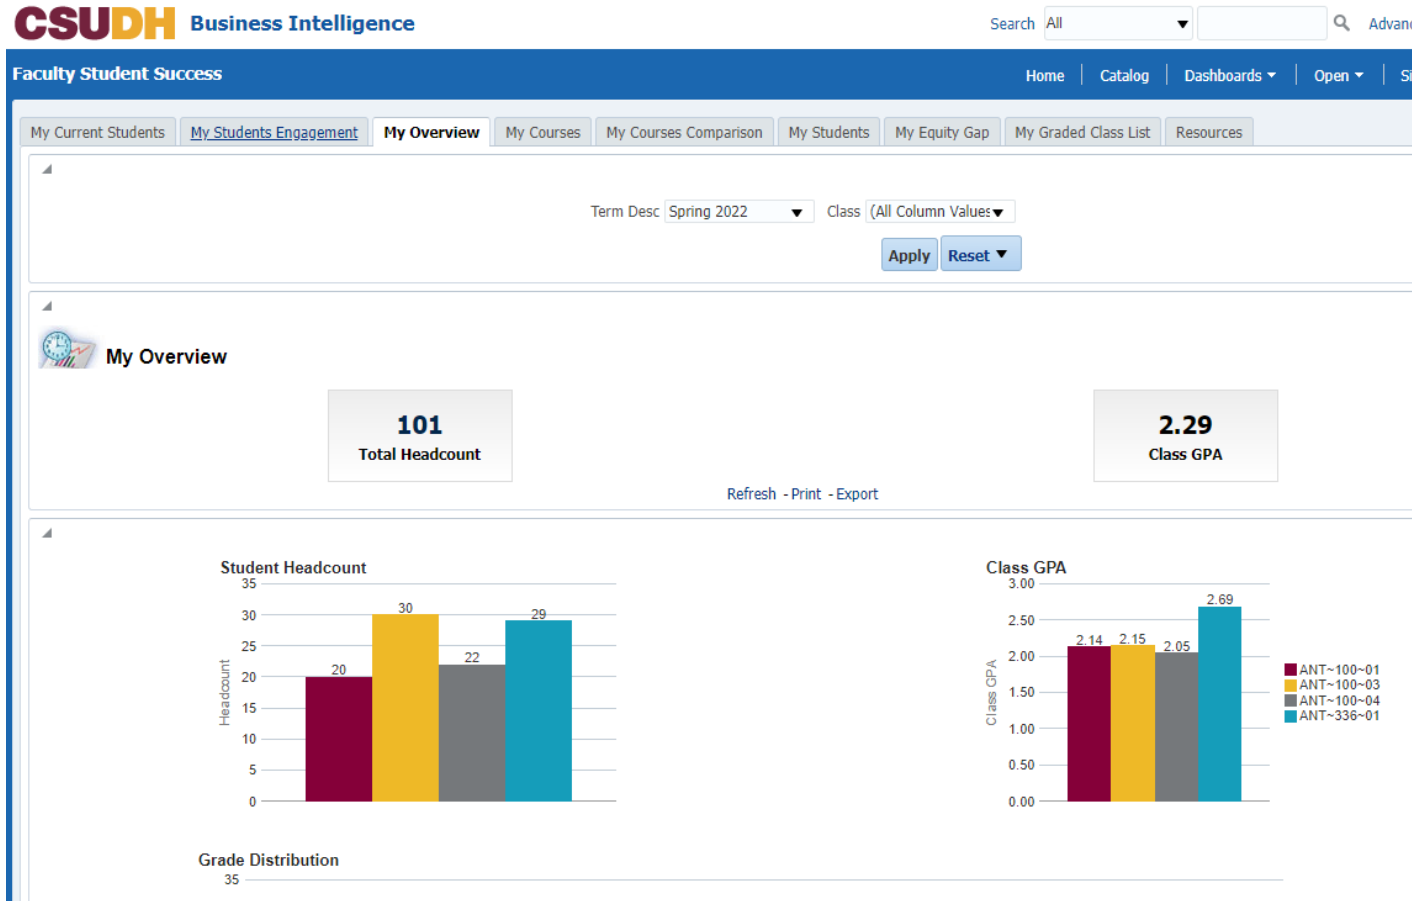 CSUDH Business Intelligence
Search All
Advanc
Faculty Student Success
Home Catalog Dashboards Open Si
My Current Students My Students Engagement My Overview My Courses My Courses Comparison My Students My Equity Gap My Graded Class List Resources
Term Desc Spring 2022 Class (All Column Values
Apply Reset
My Overview
101
Total Headcount
2.29
Class GPA
Refresh - Print - Export
Student Headcount
35
30
25
20
15
10
5
0
Headcount
20
30
22
29
Class GPA
3.00
2.50
2.00
1.50
1.00
0.50
0.00
Class GPA
2.14
2.15
2.05
2.69
ANT~100~01
ANT~100~03
ANT~100~04
ANT~336~01
Grade Distribution
35